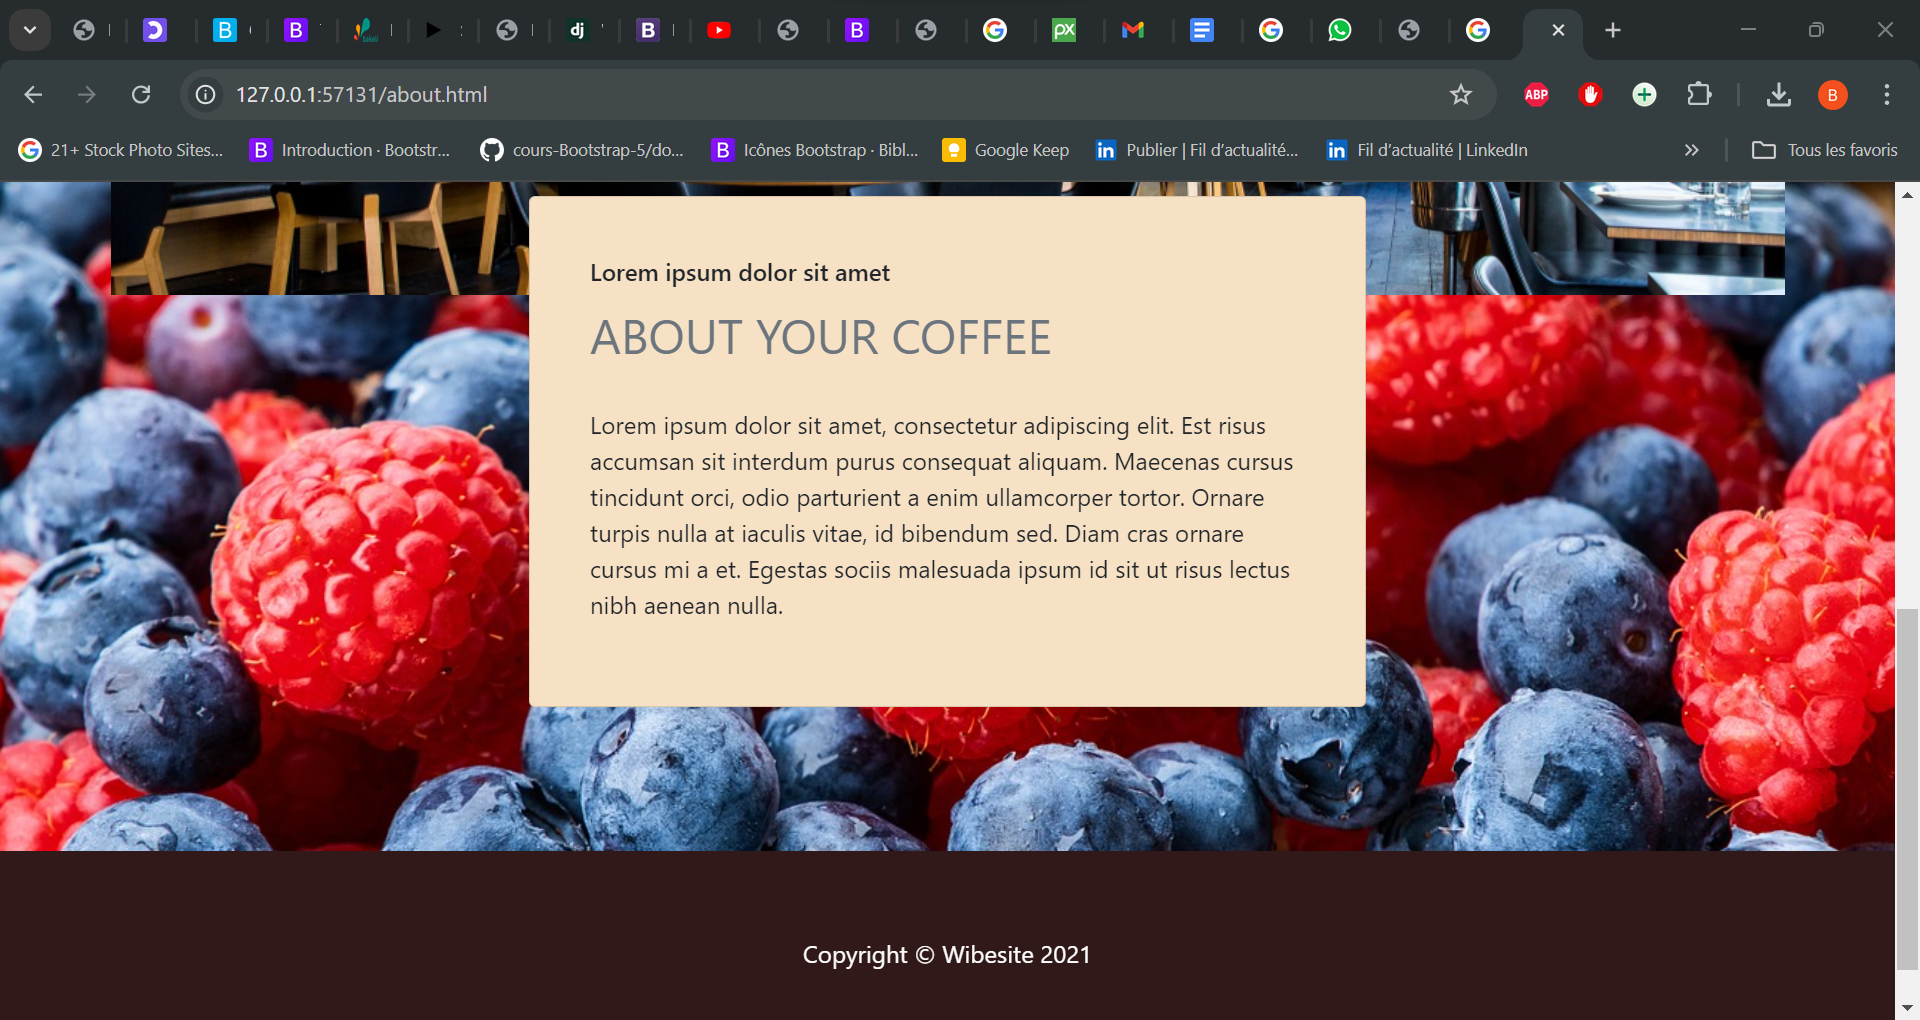 127.0.0.1:57131/about.html
ABP
B
21+ Stock Photo Sites...
Introduction · Bootstr...
cours-Bootstrap-5/do...
Icônes Bootstrap · Bibl...
Google Keep
Publier | Fil d’actualité...
Fil d’actualité | LinkedIn
Tous les favoris
Lorem ipsum dolor sit amet
ABOUT YOUR COFFEE
Lorem ipsum dolor sit amet, consectetur adipiscing elit. Est risus
accumsan sit interdum purus consequat aliquam. Maecenas cursus
tincidunt orci, odio parturient a enim ullamcorper tortor. Ornare
turpis nulla at iaculis vitae, id bibendum sed. Diam cras ornare
cursus mi a et. Egestas sociis malesuada ipsum id sit ut risus lectus
nibh aenean nulla.
Copyright © Wibesite 2021